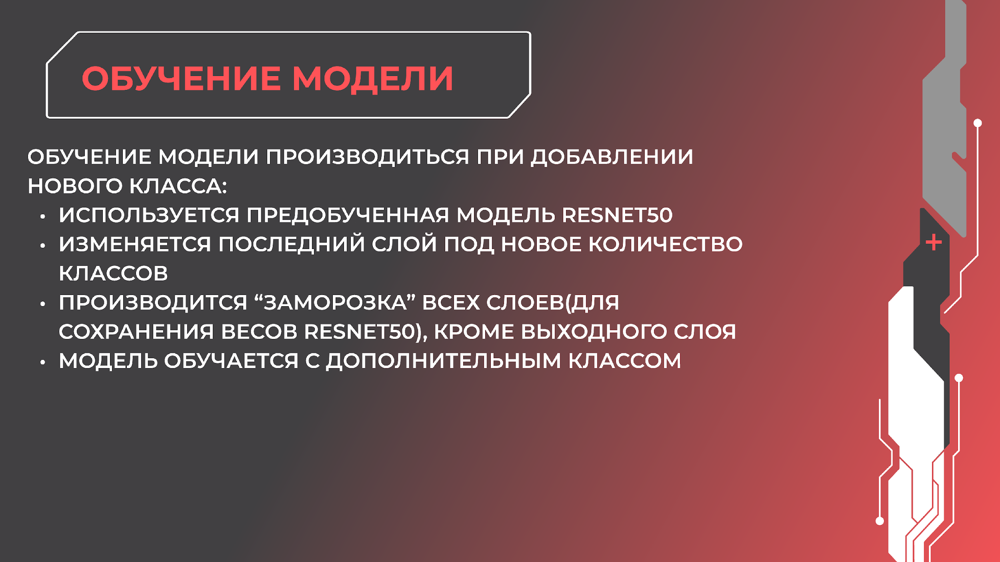 ОБУЧЕНИЕ МОДЕЛИ
ОБУЧЕНИЕ МОДЕЛИ ПРОИЗВОДИТЬСЯ ПРИ ДОБАВЛЕНИИ
НОВОГО КЛАССА:
• ИСПОЛЬЗУЕТСЯ ПРЕДОБУЧЕННАЯ МОДЕЛЬ RESNET50
• ИЗМЕНЯЕТСЯ ПОСЛЕДНИЙ СЛОЙ ПОД НОВОЕ КОЛИЧЕСТВО
КЛАССОВ
• ПРОИЗВОДИТСЯ “ЗАМОРОЗКА” ВСЕХ СЛОЕВ(ДЛЯ
СОХРАНЕНИЯ ВЕСОВ RESNET50), КРОМЕ ВЫХОДНОГО СЛОЯ
• МОДЕЛЬ ОБУЧАЕТСЯ С ДОПОЛНИТЕЛЬНЫМ КЛАССОМ